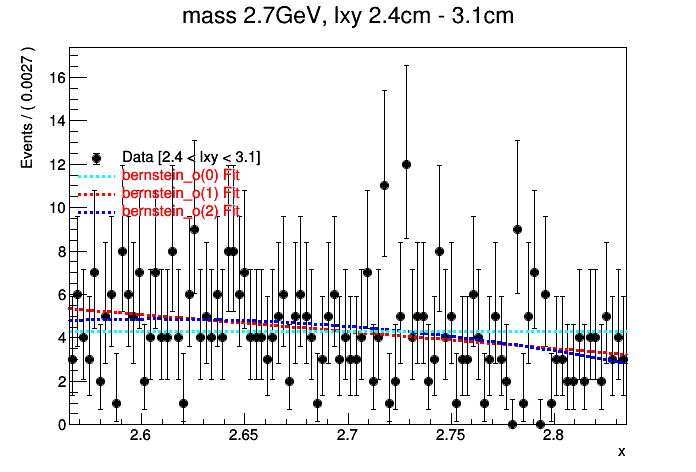 mass 2.7GeV, lxy 2.4cm - 3.1cm
Events / ( 0.0027 )
16
14
12
10
8
6
4
2
0
Data [2.4 < lxy < 3.1]
bernstein_o(0) Fit
bernstein_o(1) Fit
bernstein_o(2) Fit
2.6 2.65 2.7 2.75 2.8
x